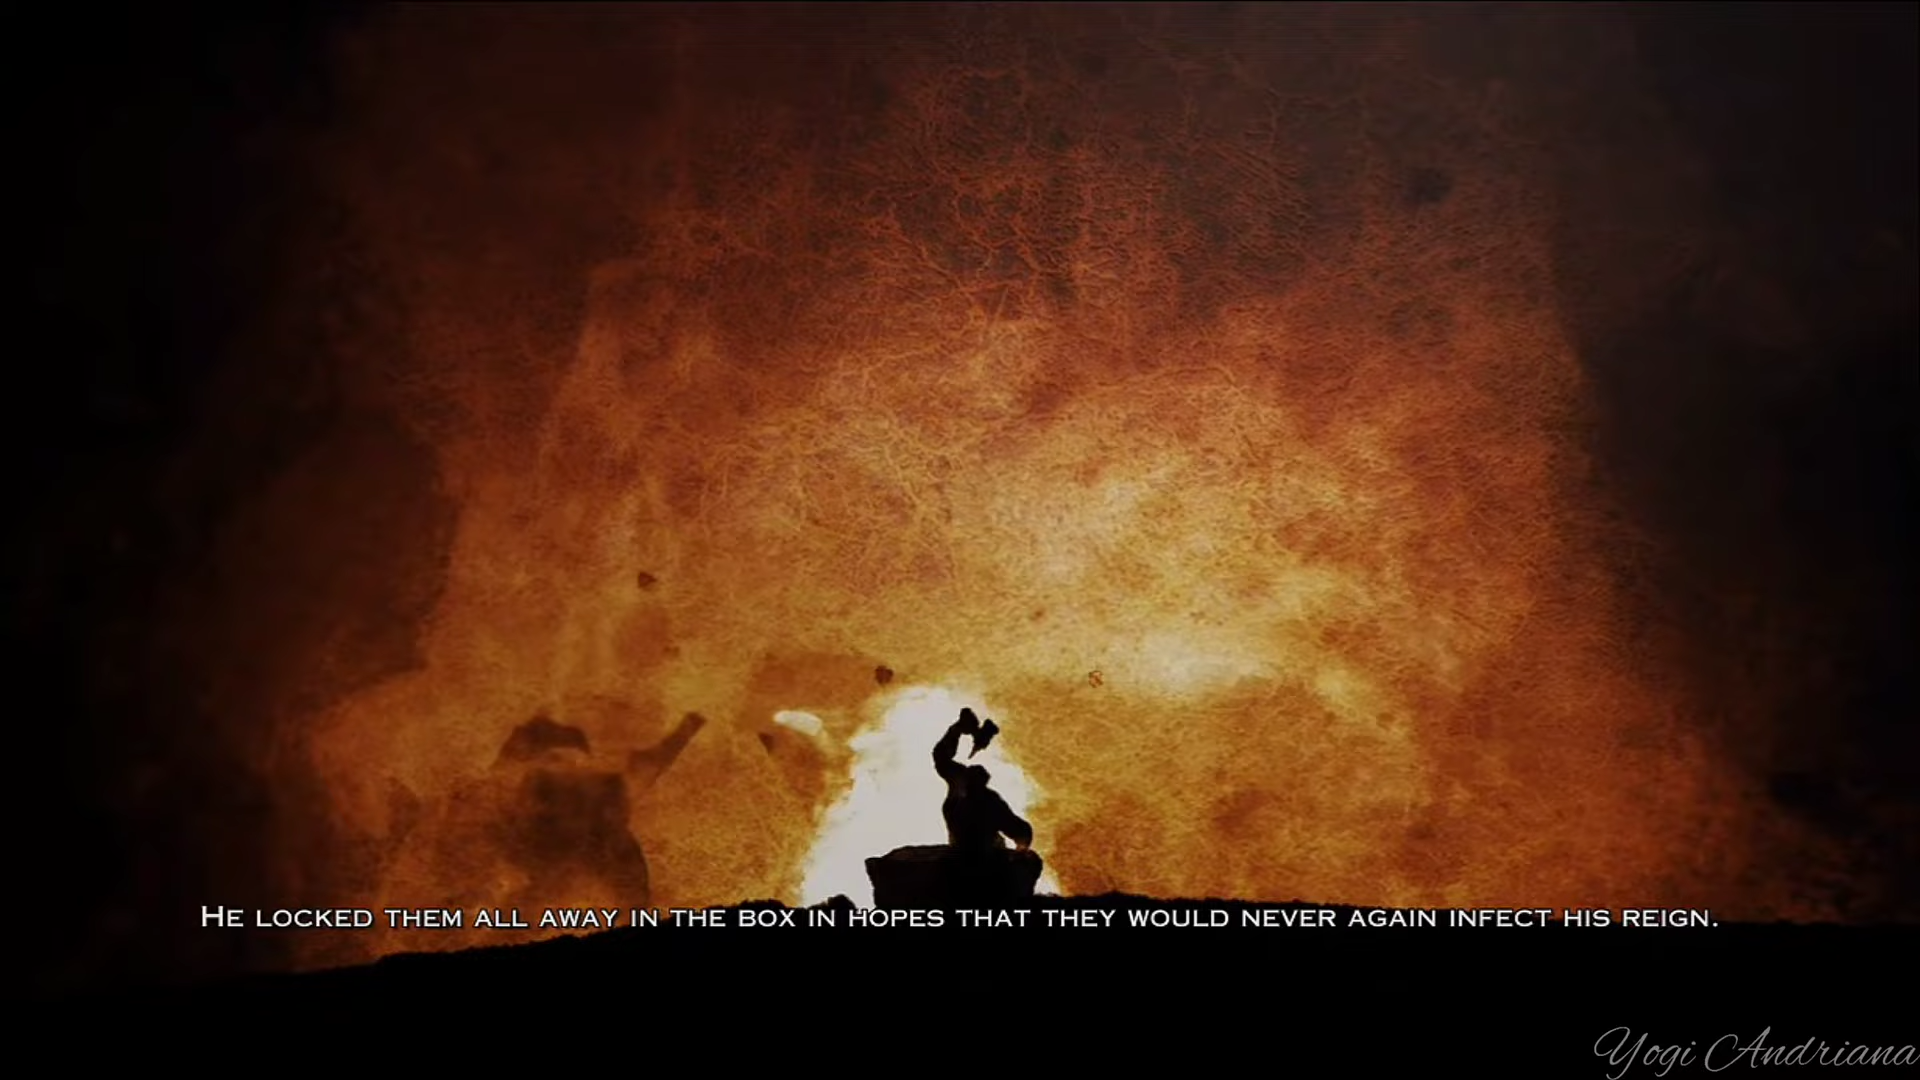 He locked them all away in the box in hopes that they would never again infect his reign.
Yogi Andriana